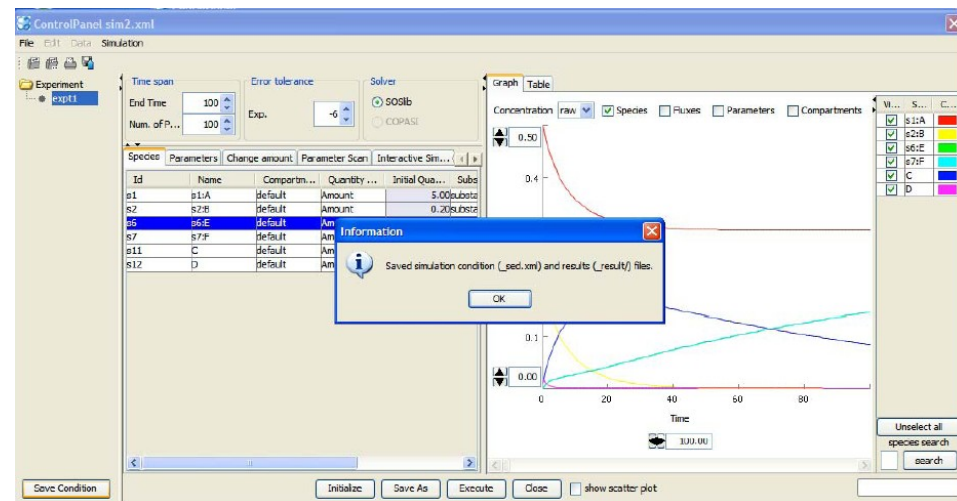 ControlPanel sim2.xml
File Edit Data Simulation
Experiment
expt1
Time span
End Time 100
Num. of P... 100
Error tolerance
Exp. -6
Solver
SOSlib
COPASI
Species Parameters Change amount Parameter Scan Interactive Sim...
Id Name Compartm... Quantity ... Initial Qua... Subs
s1 s1:A default Amount 5.00 substa
s2 s2:B default Amount 0.20 substa
s6 s6:E default Am
s7 s7:F default Am
s11 C default Am
s12 D default Am
Graph Table
Concentration raw Species Fluxes Parameters Compartments
0.50
0.4
0.1
0.00
0 20 40 60 80
Time
100.00
Vi... S... C...
s1:A
s2:B
s6:E
s7:F
C
D
Unselect all
species search
search
Information
Saved simulation condition (_sed.xml) and results (_result/) files.
OK
Save Condition
Initialize Save As Execute Close show scatter plot